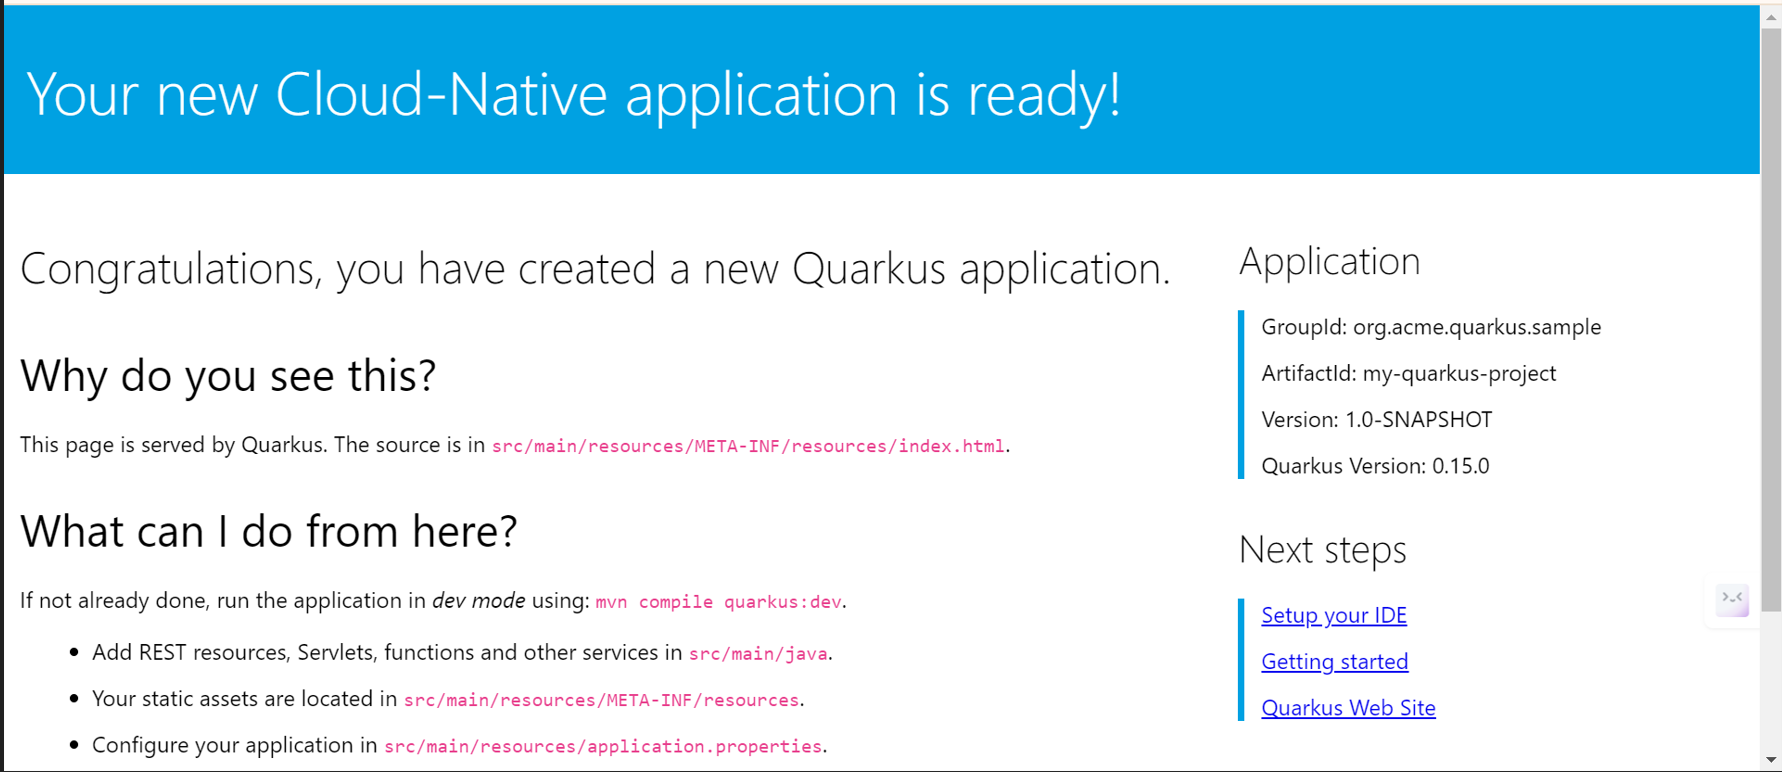 Your new Cloud-Native application is ready!
Congratulations, you have created a new Quarkus application.
Why do you see this?
This page is served by Quarkus. The source is in src/main/resources/META-INF/resources/index.html.
What can I do from here?
If not already done, run the application in dev mode using: mvn compile quarkus:dev.
Add REST resources, Servlets, functions and other services in src/main/java.
Your static assets are located in src/main/resources/META-INF/resources.
Configure your application in src/main/resources/application.properties.
Application
GroupId: org.acme.quarkus.sample
ArtifactId: my-quarkus-project
Version: 1.0-SNAPSHOT
Quarkus Version: 0.15.0
Next steps
Setup your IDE
Getting started
Quarkus Web Site